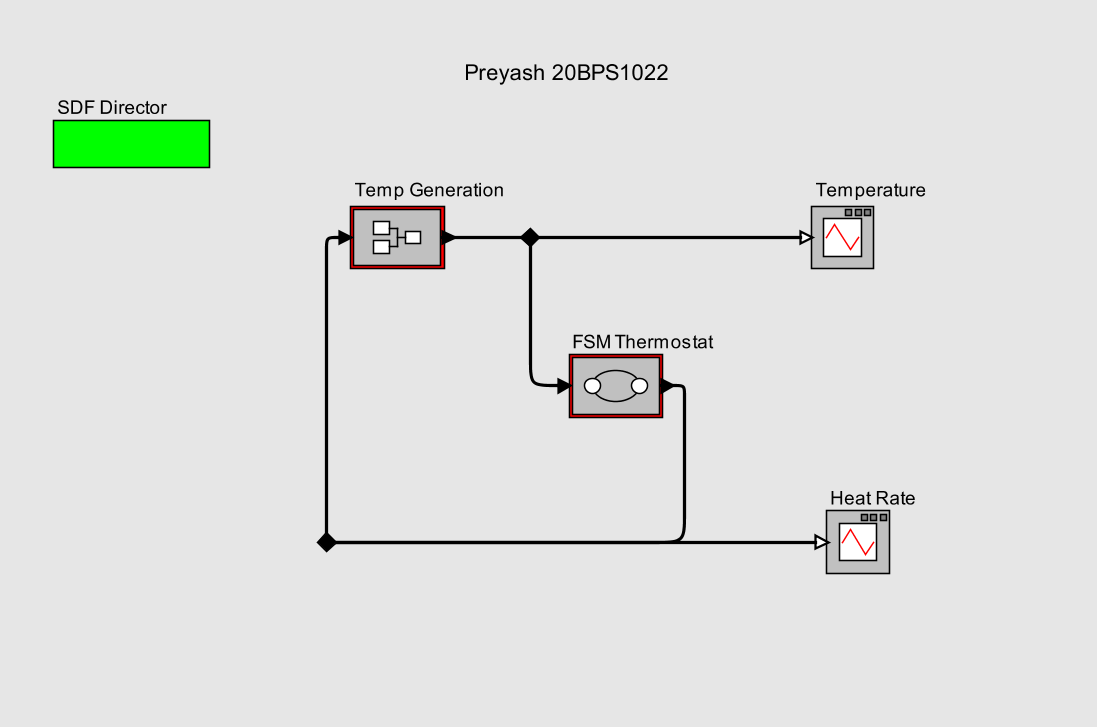 Preyash 20BPS1022
SDF Director
Temp Generation
Temperature
FSM Thermostat
Heat Rate